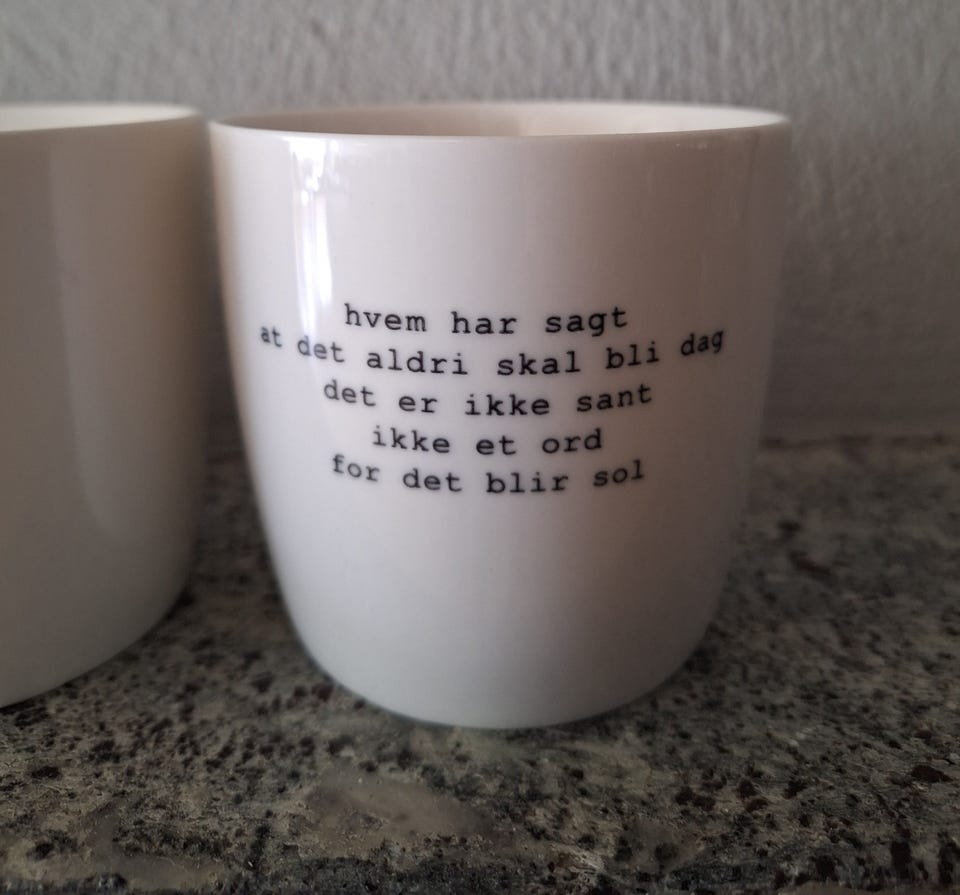 hvem har sagt
at det aldri skal bli dag
det er ikke sant
ikke et ord
for det blir sol